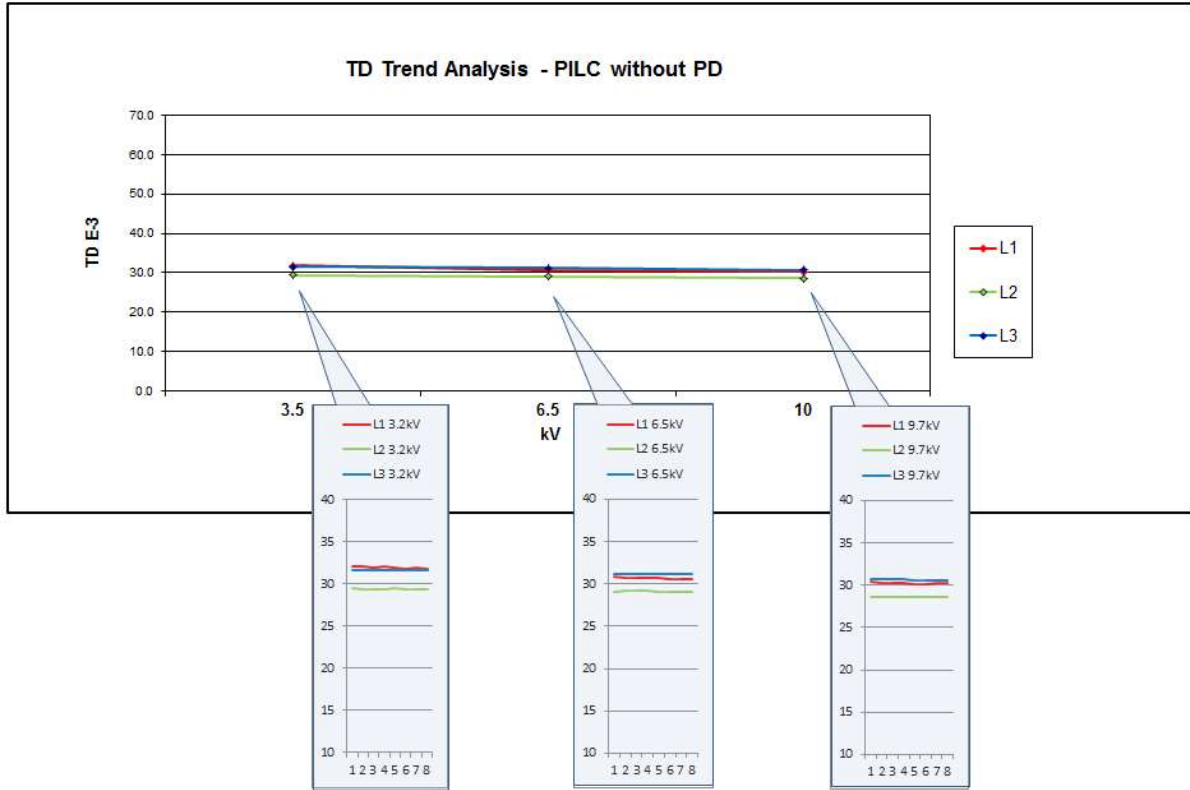 TD Trend Analysis - PILC without PD
70.0
60.0
50.0
40.0
30.0
20.0
10.0
0.0
TD E-3
3.5
6.5
10
kV
L1
L2
L3
L1 3.2kV
L2 3.2kV
L3 3.2kV
40
35
30
25
20
15
10
1 2 3 4 5 6 7 8
L1 6.5kV
L2 6.5kV
L3 6.5kV
40
35
30
25
20
15
10
1 2 3 4 5 6 7 8
L1 9.7kV
L2 9.7kV
L3 9.7kV
40
35
30
25
20
15
10
1 2 3 4 5 6 7 8